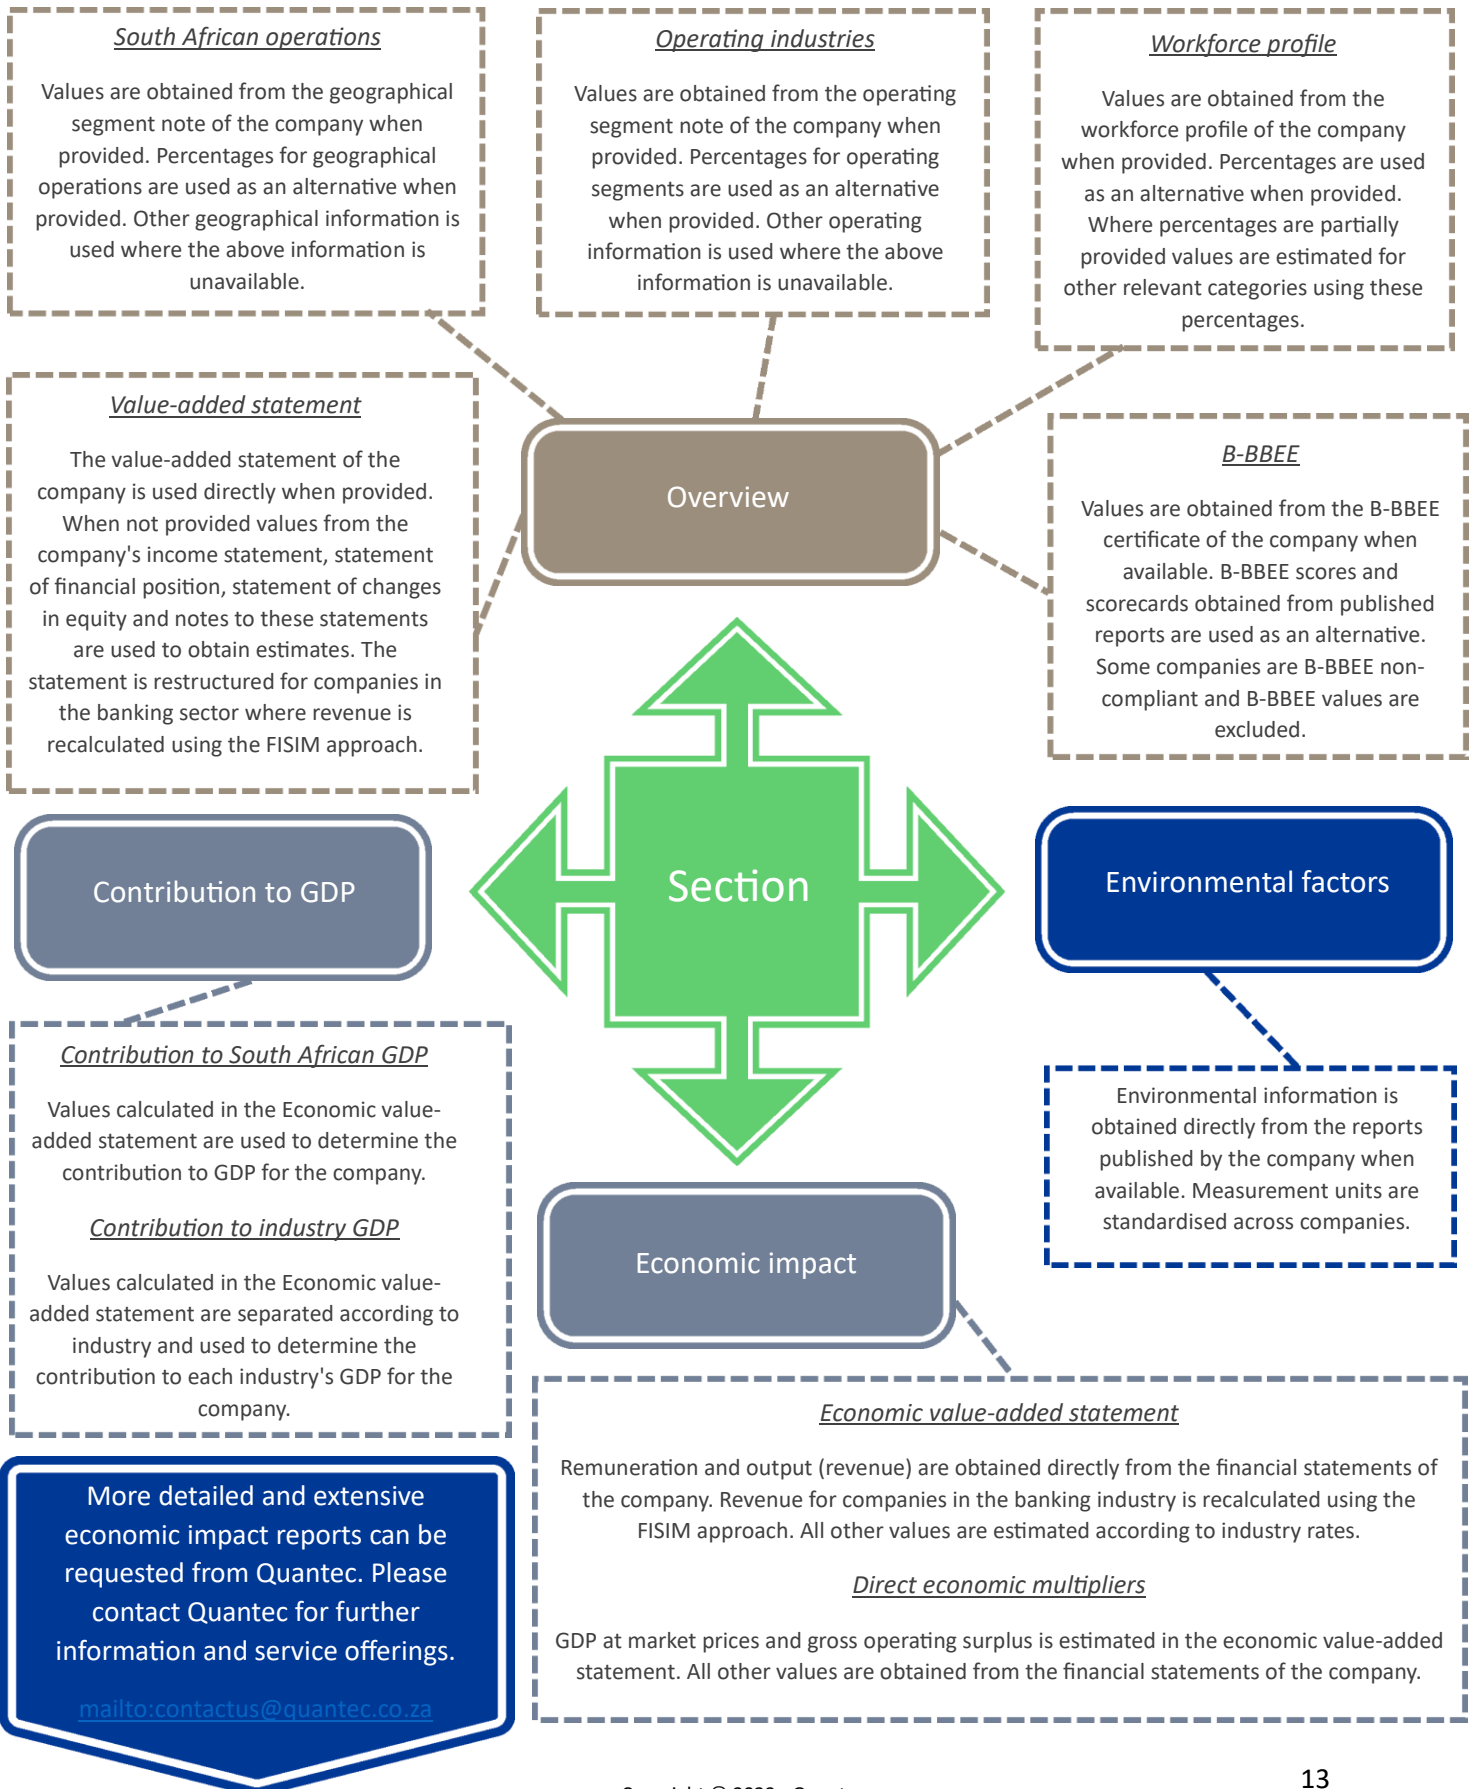 South African operations
Values are obtained from the geographical
segment note of the company when
provided. Percentages for geographical
operations are used as an alternative when
provided. Other geographical information is
used where the above information is
unavailable.
Operating industries
Values are obtained from the operating
segment note of the company when
provided. Percentages for operating
segments are used as an alternative
when provided. Other operating
information is used where the above
information is unavailable.
Workforce profile
Values are obtained from the
workforce profile of the company
when provided. Percentages are used
as an alternative when provided.
Where percentages are partially
provided values are estimated for
other relevant categories using these
percentages.
Value-added statement
The value-added statement of the
company is used directly when provided.
When not provided values from the
company's income statement, statement
of financial position, statement of changes
in equity and notes to these statements
are used to obtain estimates. The
statement is restructured for companies in
the banking sector where revenue is
recalculated using the FISIM approach.
Overview
B-BBEE
Values are obtained from the B-BBEE
certificate of the company when
available. B-BBEE scores and
scorecards obtained from published
reports are used as an alternative.
Some companies are B-BBEE non-
compliant and B-BBEE values are
excluded.
Contribution to GDP
Section
Environmental factors
Contribution to South African GDP
Values calculated in the Economic value-
added statement are used to determine the
contribution to GDP for the company.
Contribution to industry GDP
Values calculated in the Economic value-
added statement are separated according to
industry and used to determine the
contribution to each industry's GDP for the
company.
Environmental information is
obtained directly from the reports
published by the company when
available. Measurement units are
standardised across companies.
Economic impact
Economic value-added statement
Remuneration and output (revenue) are obtained directly from the financial statements of
the company. Revenue for companies in the banking industry is recalculated using the
FISIM approach. All other values are estimated according to industry rates.
Direct economic multipliers
GDP at market prices and gross operating surplus is estimated in the economic value-added
statement. All other values are obtained from the financial statements of the company.
More detailed and extensive
economic impact reports can be
requested from Quantec. Please
contact Quantec for further
information and service offerings.
mailto:contactus@quantec.co.za
13